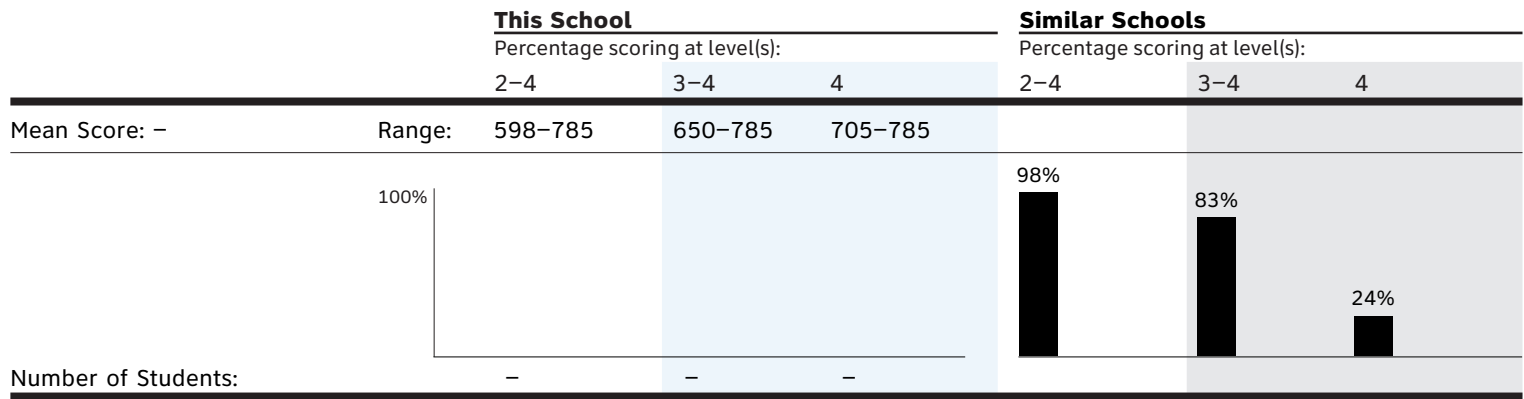 This School Similar Schools
Percentage scoring at level(s): Percentage scoring at level(s):
2–4 3–4 4 2–4 3–4 4
Mean Score: – Range: 598–785 650–785 705–785
98%
100% 83%
24%
Number of Students: – – –